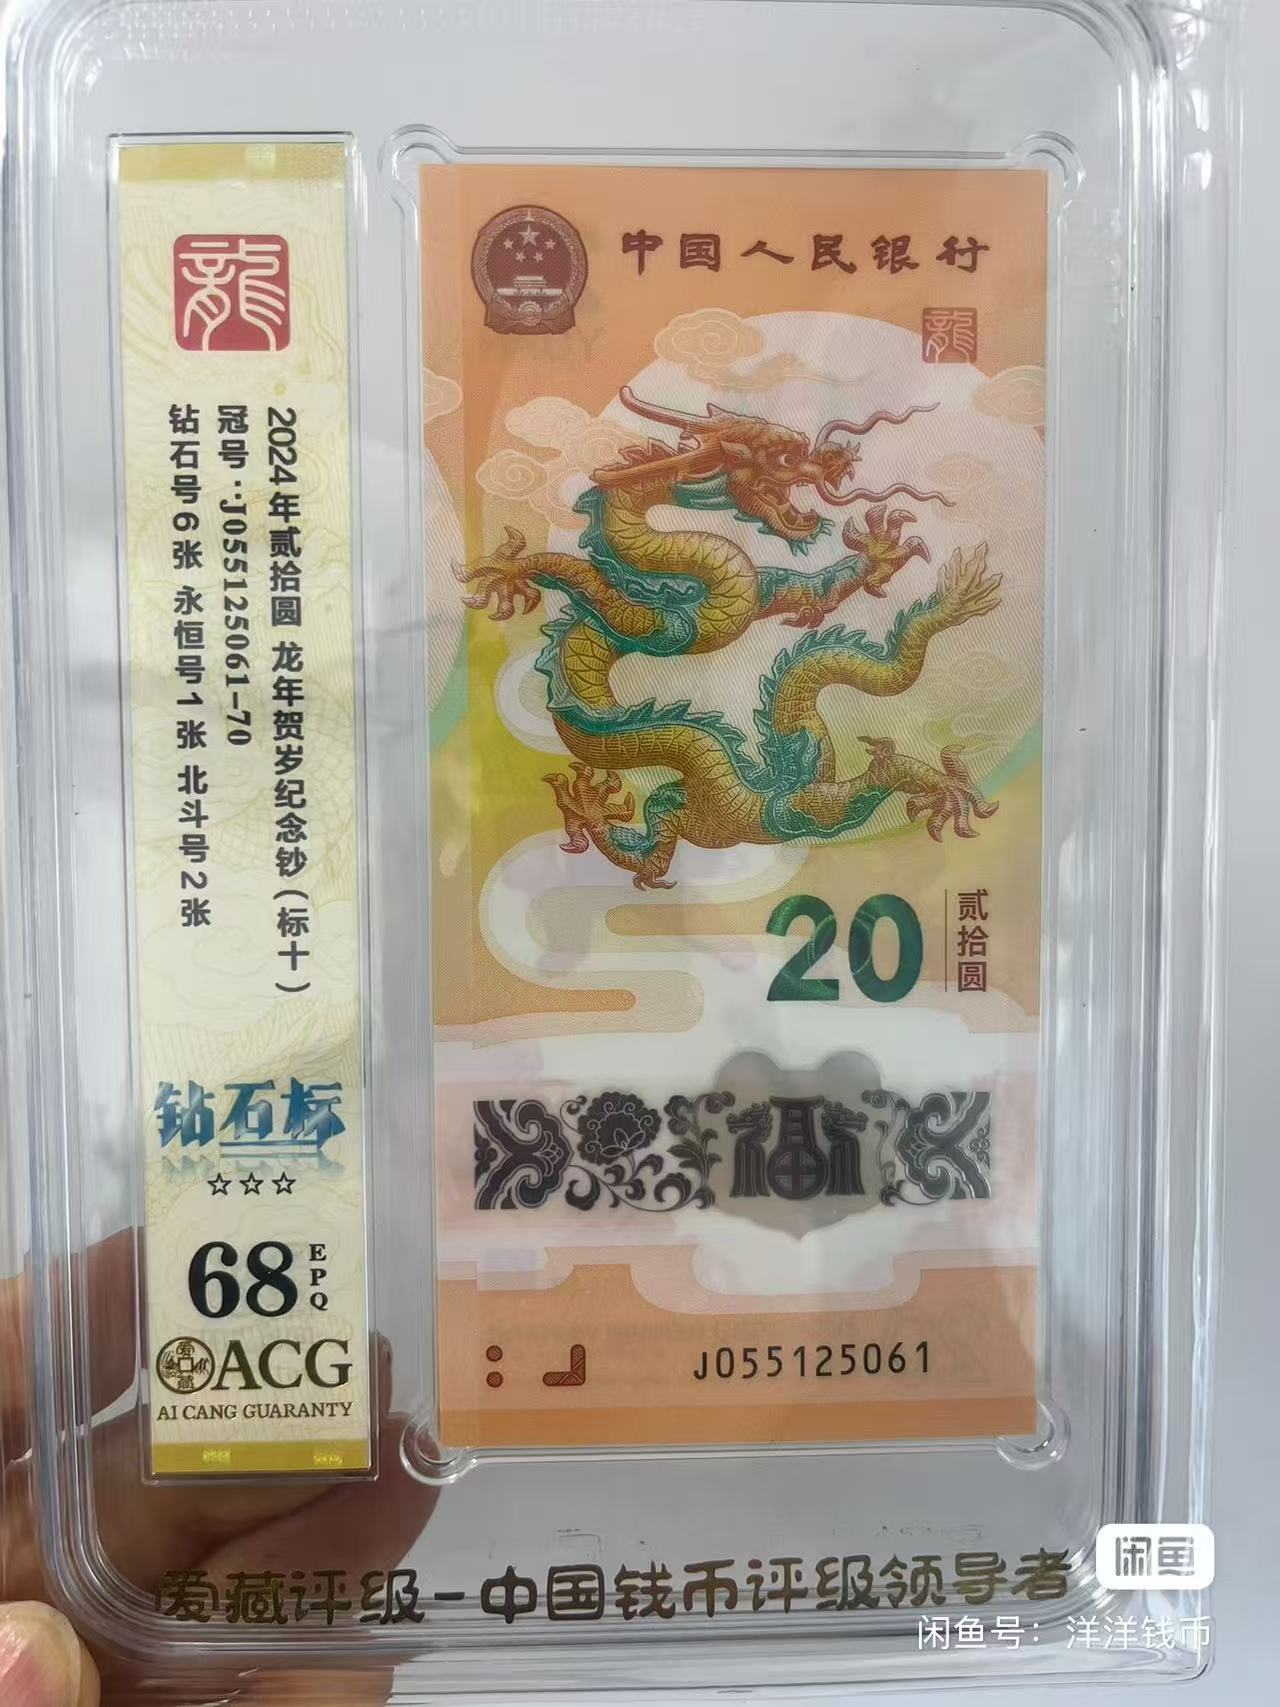 龍
2024年贰拾圆 龙年贺岁纪念钞(标十)
冠号:J055125061-70
钻石号6张 永恒号1张 北斗号2张
钻石标
☆☆☆
68
EPQ
爱藏
ACG
AI CANG GUARANTY
中国人民银行
龍
20
贰拾圆
福
J055125061
爱藏评级-中国钱币评级领导者
闲鱼
闲鱼号：洋洋钱币